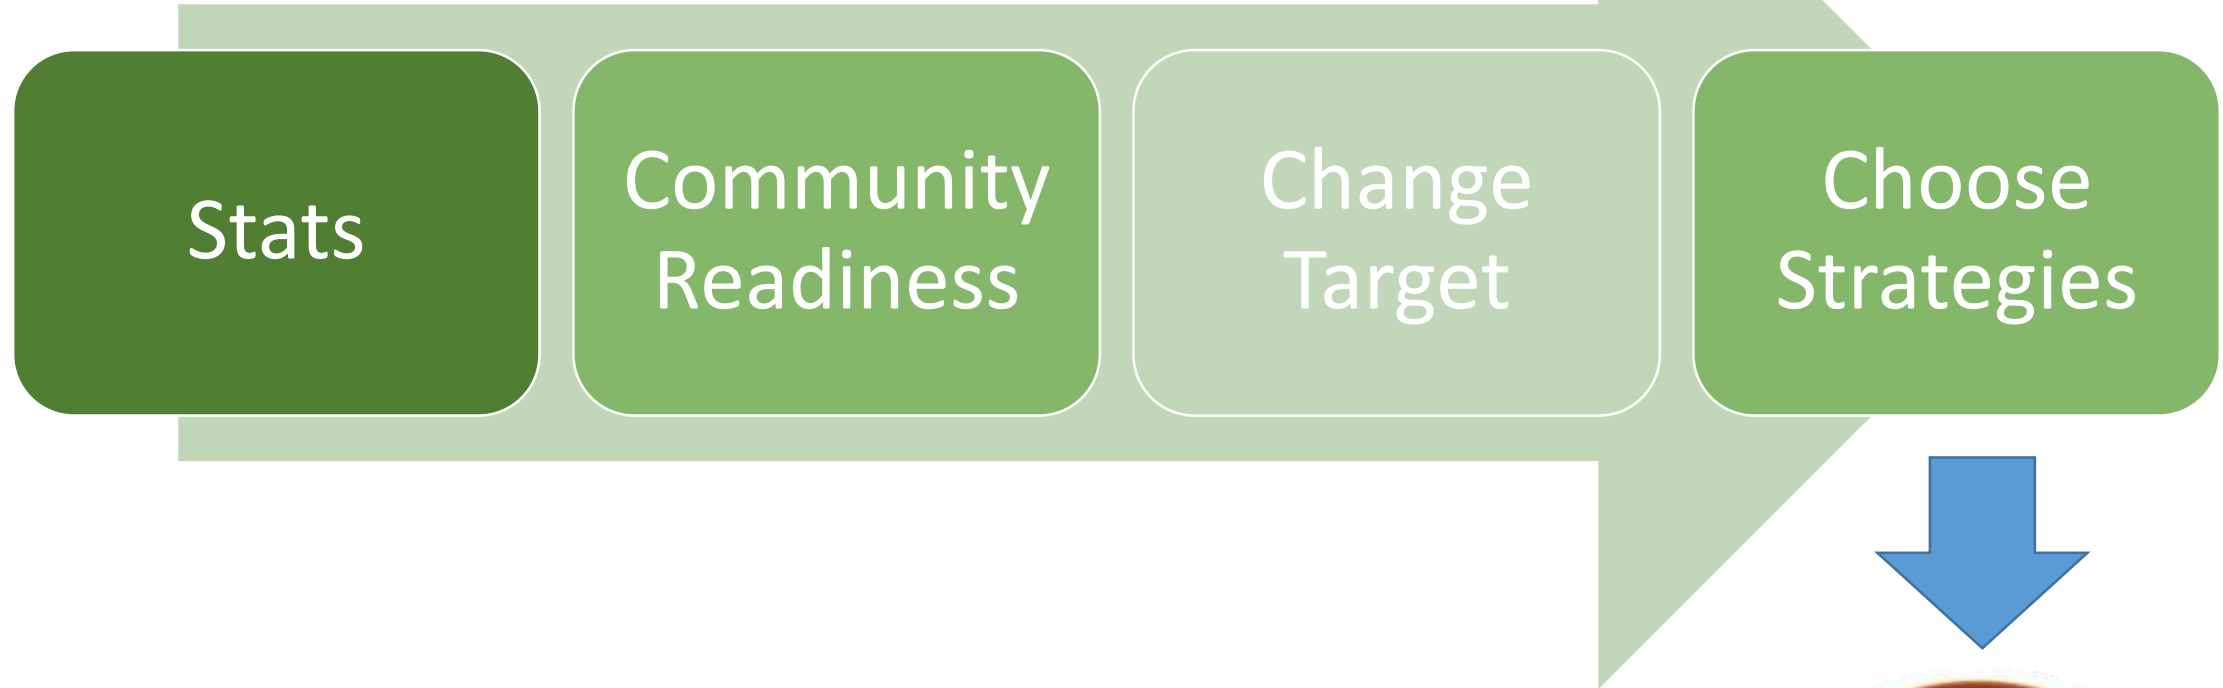 Stats
Community
Readiness
Change
Target
Choose
Strategies